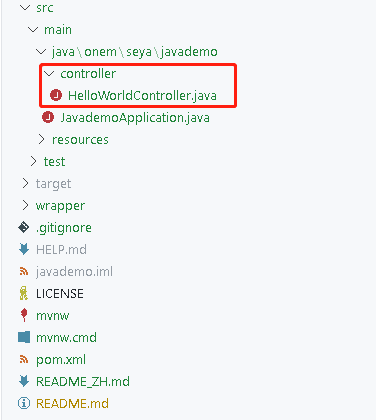 src
main
java\onem\seya\javademo
controller
HelloWorldController.java
JavademoApplication.java
resources
test
target
wrapper
.gitignore
HELP.md
javademo.iml
LICENSE
mvnw
mvnw.cmd
pom.xml
README_ZH.md
README.md